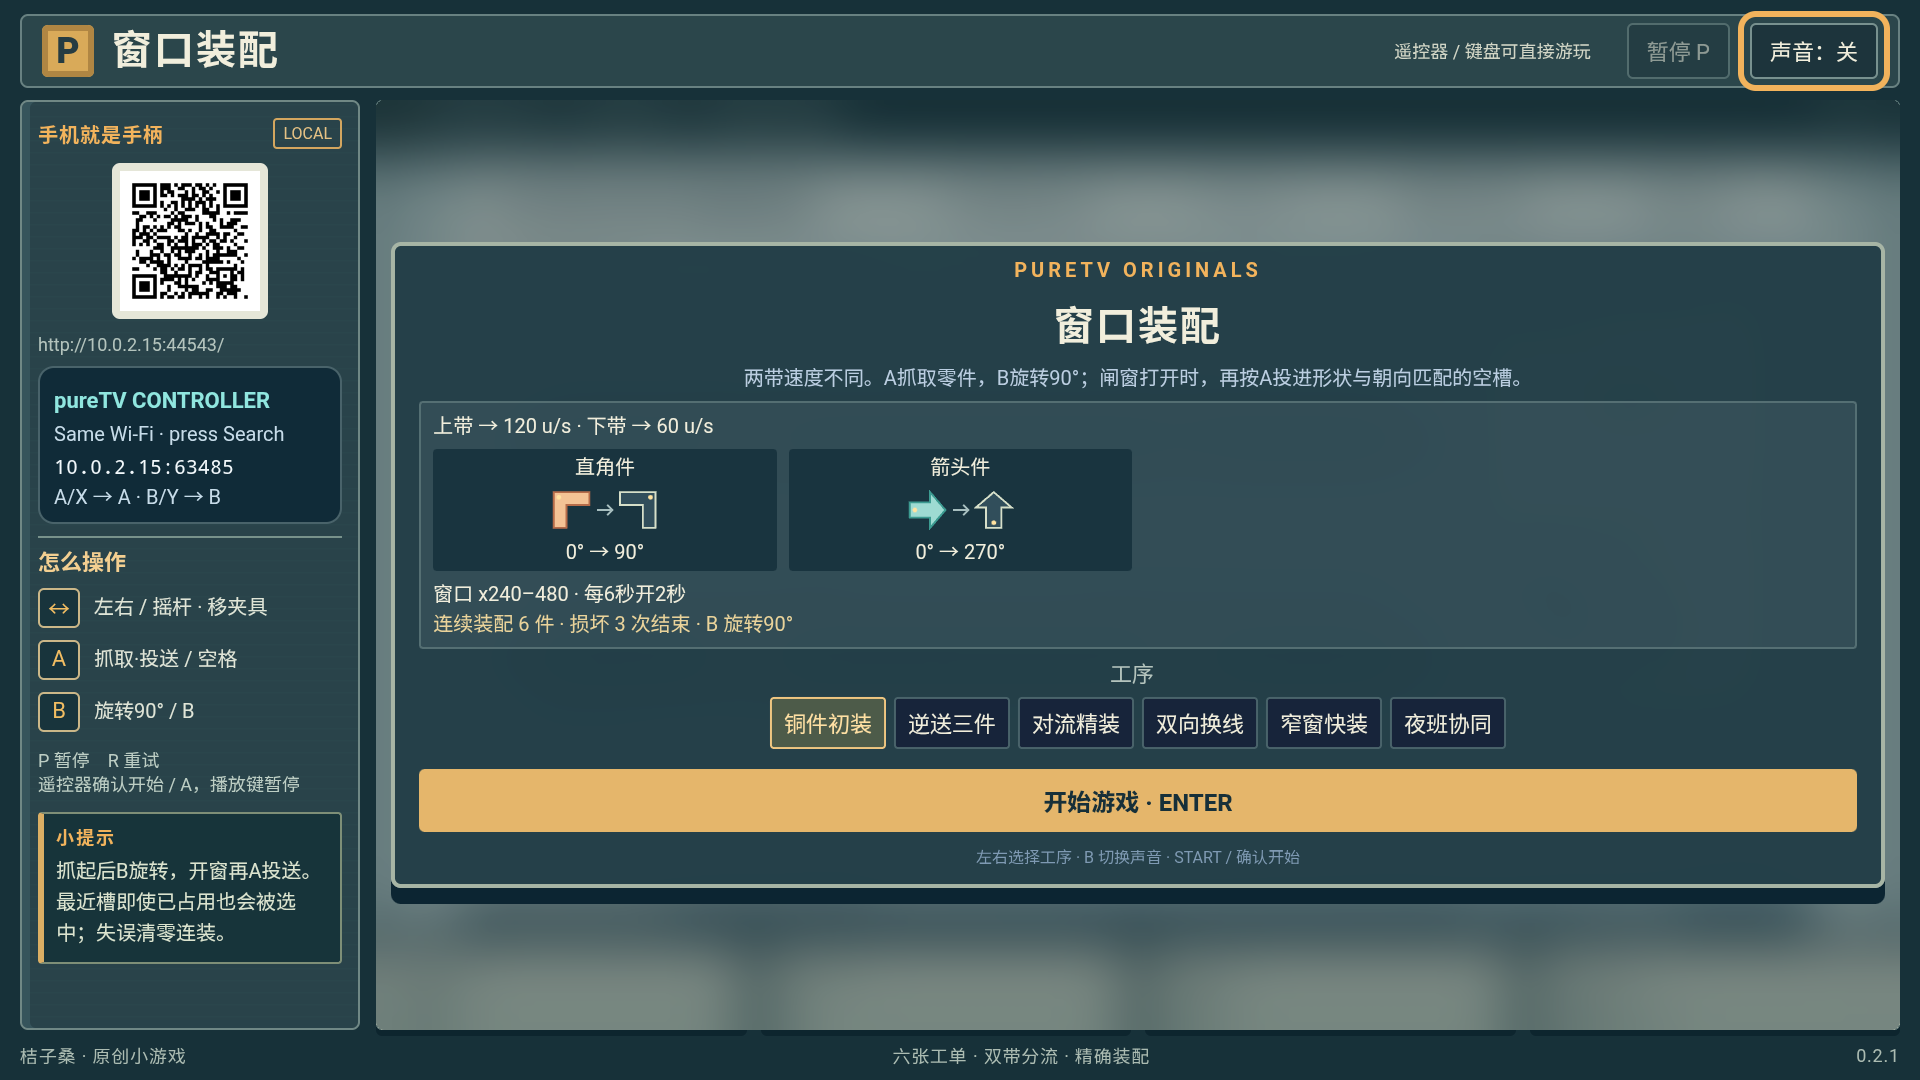 P 窗口装配
遥控器 / 键盘可直接游玩
暂停 P
声音：关
手机就是手柄
LOCAL
http://10.0.2.15:44543/
pureTV CONTROLLER
Same Wi-Fi · press Search
10.0.2.15:63485
A/X → A · B/Y → B
怎么操作
↔ 左右 / 摇杆 · 移夹具
A 抓取·投送 / 空格
B 旋转90° / B
P 暂停 R 重试
遥控器确认开始 / A，播放键暂停
小提示
抓起后B旋转，开窗再A投送。
最近槽即使已占用也会被选
中；失误清零连装。
PURETV ORIGINALS
窗口装配
两带速度不同。A抓取零件，B旋转90°；闸窗打开时，再按A投进形状与朝向匹配的空槽。
上带 → 120 u/s · 下带 → 60 u/s
直角件
→
0° → 90°
箭头件
→
0° → 270°
窗口 x240–480 · 每6秒开2秒
连续装配 6 件 · 损坏 3 次结束 · B 旋转90°
工序
铜件初装
逆送三件
对流精装
双向换线
窄窗快装
夜班协同
开始游戏 · ENTER
左右选择工序 · B 切换声音 · START / 确认开始
桔子桑 · 原创小游戏
六张工单 · 双带分流 · 精确装配
0.2.1